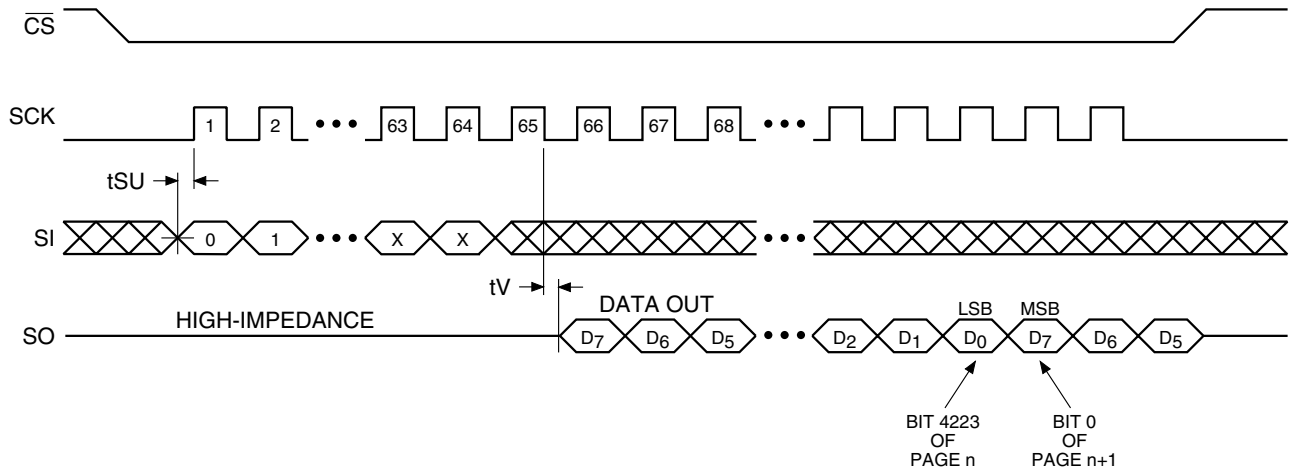 CS
SCK 1 2 ••• 63 64 65 66 67 68 •••
tSU
SI 0 1 ••• X X •••
tV
DATA OUT
HIGH-IMPEDANCE
LSB MSB
SO D7 D6 D5 ••• D2 D1 D0 D7 D6 D5
BIT 4223
OF
PAGE n
BIT 0
OF
PAGE n+1